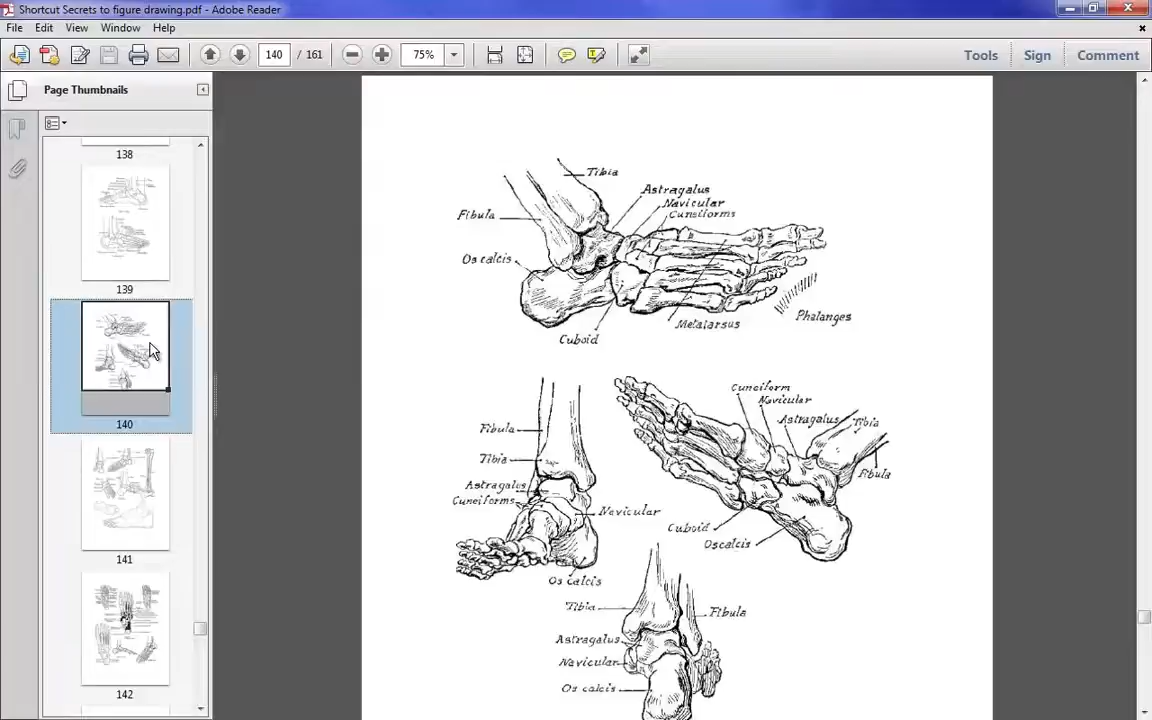 Shortcut Secrets to figure drawing.pdf - Adobe Reader
File Edit View Window Help
140 / 161 75% Tools Sign Comment
Page Thumbnails
138
139
140
141
142
Tibia
Astragalus
Navicular
Cuneiforms
Fibula
Os calcis
Phalanges
Metatarsus
Cuboid
Cuneiform
Navicular
Astragalus
Tibia
Fibula
Cuboid
Os calcis
Fibula
Tibia
Astragalus
Cuneiforms
Navicular
Os calcis
Tibia
Fibula
Astragalus
Navicular
Os calcis